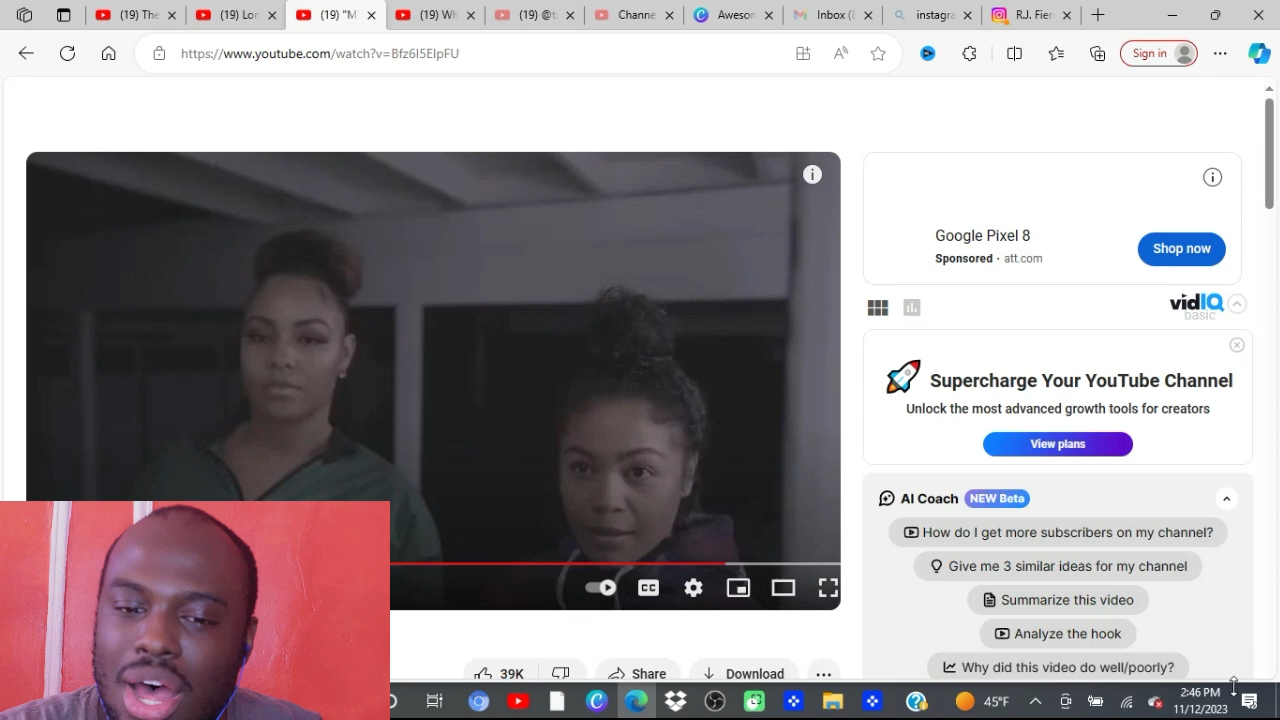 (19) The
(19) Lor
(19) "M'
(19) Wh
(19) @t
Channe
Aweson
Inbox (8
instagra
RJ. Fier
https://www.youtube.com/watch?v=Bfz6I5ElpFU
Sign in
Google Pixel 8
Sponsored · att.com
Shop now
vidIQ
basic
Supercharge Your YouTube Channel
Unlock the most advanced growth tools for creators
View plans
AI Coach NEW Beta
How do I get more subscribers on my channel?
Give me 3 similar ideas for my channel
Summarize this video
Analyze the hook
Why did this video do well/poorly?
CC
39K
Share
Download
45°F
2:46 PM
11/12/2023